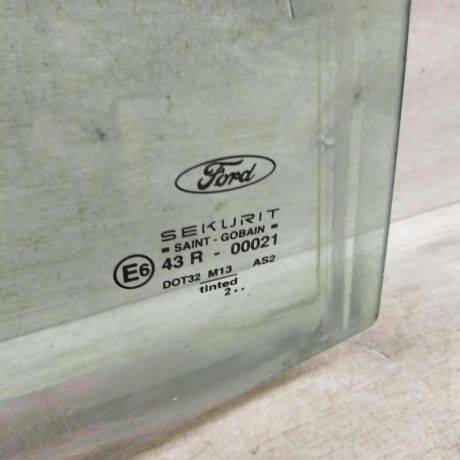 Ford
SEKURIT
SAINT - GOBAIN
E6 43 R - 00021
DOT32 M13 AS2
tinted
2..